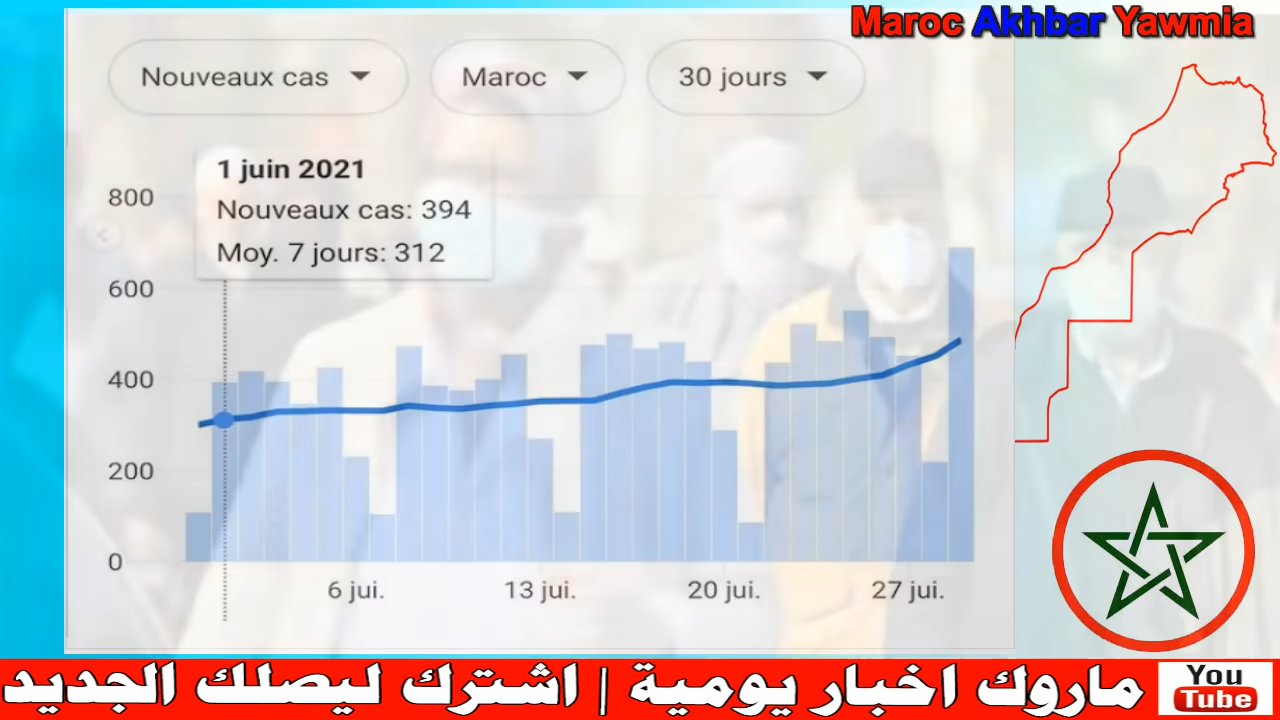 Maroc Akhbar Yawmia
Nouveaux cas
Maroc
30 jours
1 juin 2021
Nouveaux cas: 394
Moy. 7 jours: 312
800
600
400
200
0
6 jui.
13 jui.
20 jui.
27 jui.
ماروك اخبار يومية | اشترك ليصلك الجديد
You
Tube